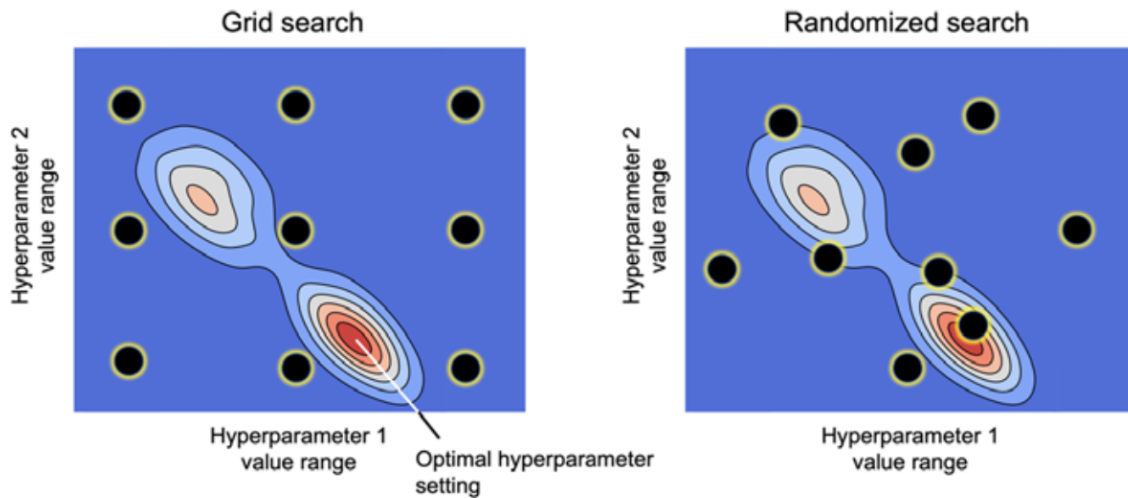 Grid search
Randomized search
Hyperparameter 2
value range
Hyperparameter 2
value range
Hyperparameter 1
value range
Optimal hyperparameter
setting
Hyperparameter 1
value range